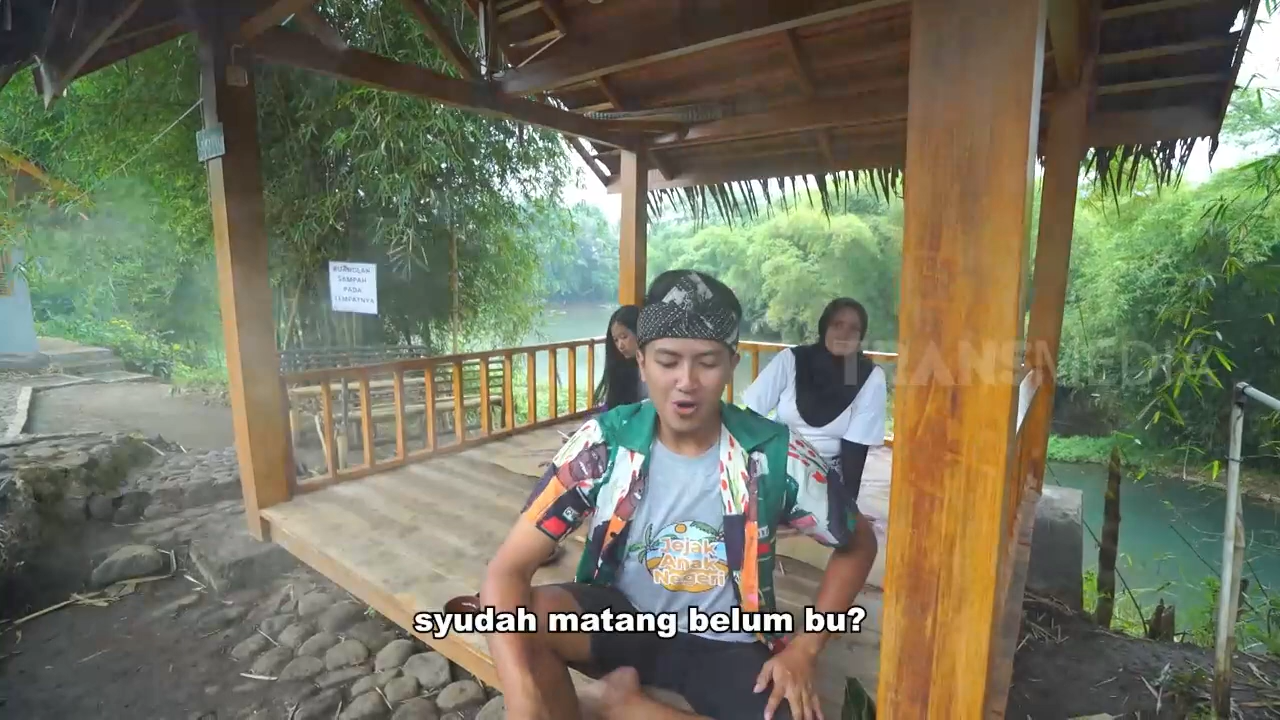 BUANGLAH
SAMPAH
PADA
TEMPATNYA
TRANSMEDIA
Jejak
Anak
Negeri
syudah matang belum bu?